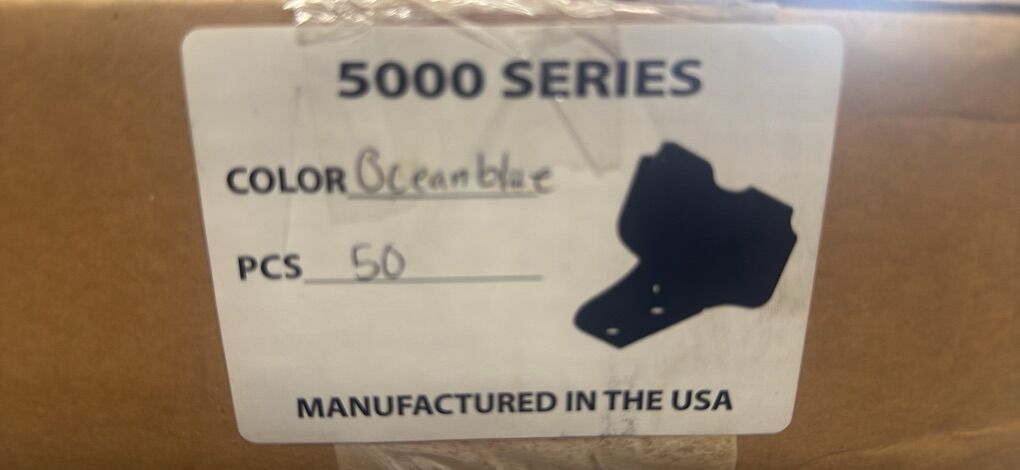 5000 SERIES
COLOR Oceanblue
PCS 50
MANUFACTURED IN THE USA